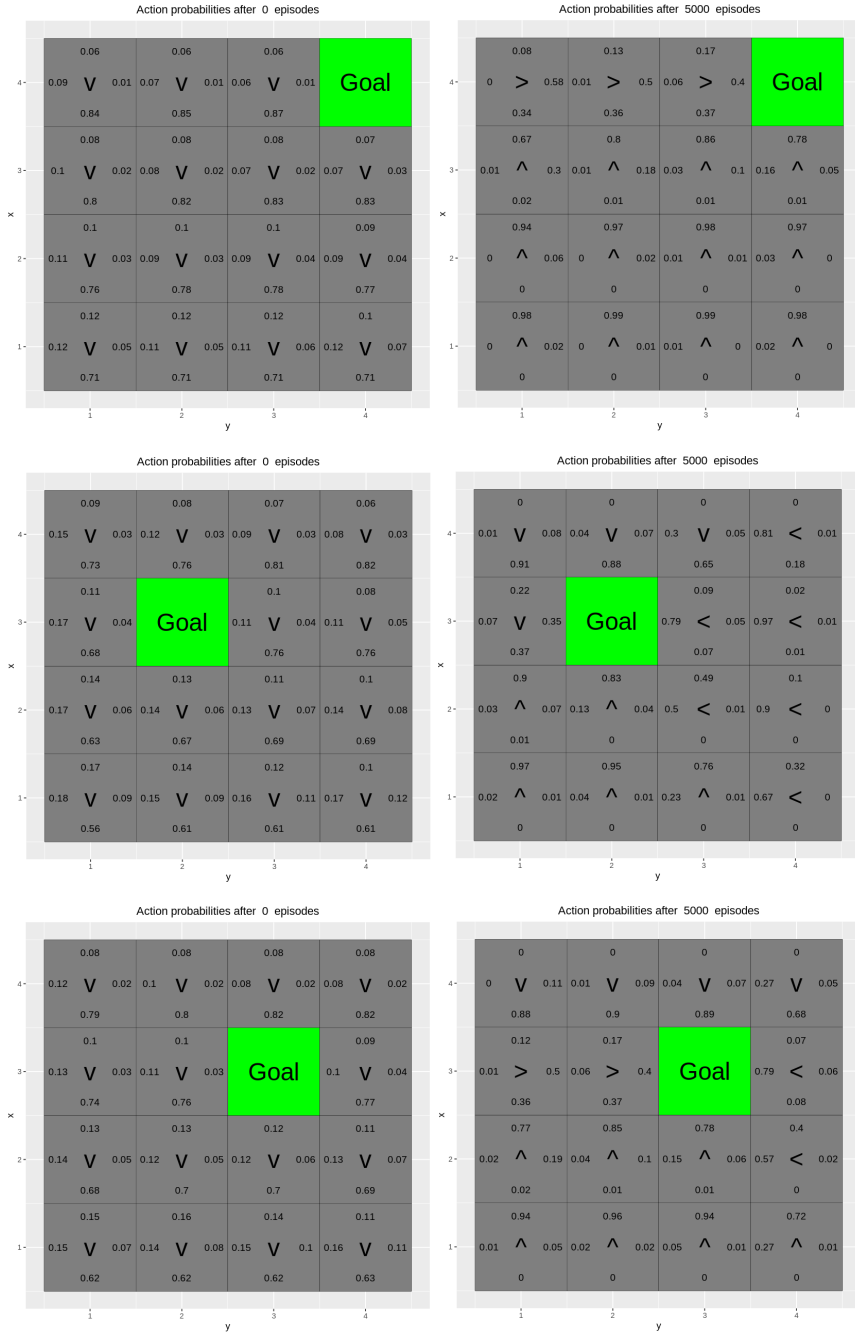 Action probabilities after 0 episodes
0.06 0.06 0.06
4 0.09 V 0.01 0.07 V 0.01 0.06 V 0.01 Goal
0.84 0.85 0.87
0.08 0.08 0.08 0.07
3 0.1 V 0.02 0.08 V 0.02 0.07 V 0.02 0.07 V 0.03
0.8 0.82 0.83 0.83
x
0.1 0.1 0.1 0.09
2 0.11 V 0.03 0.09 V 0.03 0.09 V 0.04 0.09 V 0.04
0.76 0.78 0.78 0.77
0.12 0.12 0.12 0.1
1 0.12 V 0.05 0.11 V 0.05 0.11 V 0.06 0.12 V 0.07
0.71 0.71 0.71 0.71
1 2 3 4
y
Action probabilities after 5000 episodes
0.08 0.13 0.17
4 0 > 0.58 0.01 > 0.5 0.06 > 0.4 Goal
0.34 0.36 0.37
0.67 0.8 0.86 0.78
3 0.01 ^ 0.3 0.01 ^ 0.18 0.03 ^ 0.1 0.16 ^ 0.05
0.02 0.01 0.01 0.01
x
0.94 0.97 0.98 0.97
2 0 ^ 0.06 0 ^ 0.02 0.01 ^ 0.01 0.03 ^ 0
0 0 0 0
0.98 0.99 0.99 0.98
1 0 ^ 0.02 0 ^ 0.01 0.01 ^ 0 0.02 ^ 0
0 0 0 0
1 2 3 4
y
Action probabilities after 0 episodes
0.09 0.08 0.07 0.06
4 0.15 V 0.03 0.12 V 0.03 0.09 V 0.03 0.08 V 0.03
0.73 0.76 0.81 0.82
0.11 0.1 0.08
3 0.17 V 0.04 Goal 0.11 V 0.04 0.11 V 0.05
0.68 0.76 0.76
x
0.14 0.13 0.11 0.1
2 0.17 V 0.06 0.14 V 0.06 0.13 V 0.07 0.14 V 0.08
0.63 0.67 0.69 0.69
0.17 0.14 0.12 0.1
1 0.18 V 0.09 0.15 V 0.09 0.16 V 0.11 0.17 V 0.12
0.56 0.61 0.61 0.61
1 2 3 4
y
Action probabilities after 5000 episodes
0 0 0 0
4 0.01 V 0.08 0.04 V 0.07 0.3 V 0.05 0.81 < 0.01
0.91 0.88 0.65 0.18
0.22 0.09 0.02
3 0.07 V 0.35 Goal 0.79 < 0.05 0.97 < 0.01
0.37 0.07 0.01
x
0.9 0.83 0.49 0.1
2 0.03 ^ 0.07 0.13 ^ 0.04 0.5 < 0.01 0.9 < 0
0.01 0 0 0
0.97 0.95 0.76 0.32
1 0.02 ^ 0.01 0.04 ^ 0.01 0.23 ^ 0.01 0.67 < 0
0 0 0 0
1 2 3 4
y
Action probabilities after 0 episodes
0.08 0.08 0.08 0.08
4 0.12 V 0.02 0.1 V 0.02 0.08 V 0.02 0.08 V 0.02
0.79 0.8 0.82 0.82
0.1 0.1 0.09
3 0.13 V 0.03 0.11 V 0.03 Goal 0.1 V 0.04
0.74 0.76 0.77
x
0.13 0.13 0.12 0.11
2 0.14 V 0.05 0.12 V 0.05 0.12 V 0.06 0.13 V 0.07
0.68 0.7 0.7 0.69
0.15 0.16 0.14 0.11
1 0.15 V 0.07 0.14 V 0.08 0.15 V 0.1 0.16 V 0.11
0.62 0.62 0.62 0.63
1 2 3 4
y
Action probabilities after 5000 episodes
0 0 0 0
4 0 V 0.11 0.01 V 0.09 0.04 V 0.07 0.27 V 0.05
0.88 0.9 0.89 0.68
0.12 0.17 0.07
3 0.01 > 0.5 0.06 > 0.4 Goal 0.79 < 0.06
0.36 0.37 0.08
x
0.77 0.85 0.78 0.4
2 0.02 ^ 0.19 0.04 ^ 0.1 0.15 ^ 0.06 0.57 < 0.02
0.02 0.01 0.01 0
0.94 0.96 0.94 0.72
1 0.01 ^ 0.05 0.02 ^ 0.02 0.05 ^ 0.01 0.27 ^ 0.01
0 0 0 0
1 2 3 4
y